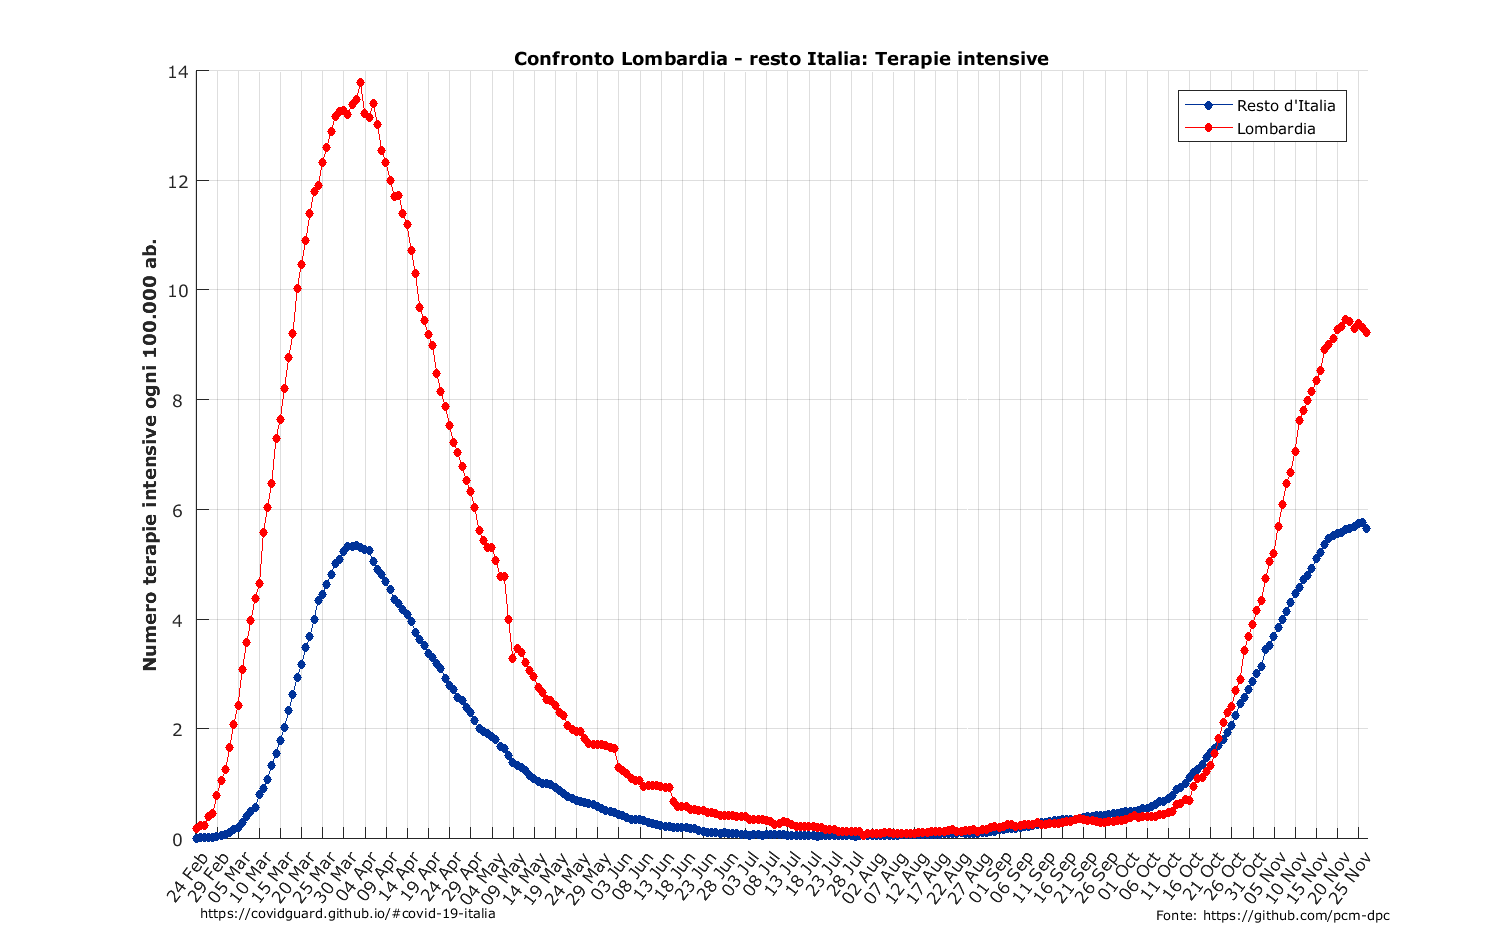 Confronto Lombardia - resto Italia: Terapie intensive
Resto d'Italia
Lombardia
Numero terapie intensive ogni 100.000 ab.
14
12
10
8
6
4
2
0
24 Feb
29 Feb
05 Mar
10 Mar
15 Mar
20 Mar
25 Mar
30 Mar
04 Apr
09 Apr
14 Apr
19 Apr
24 Apr
29 Apr
04 May
09 May
14 May
19 May
24 May
29 May
03 Jun
08 Jun
13 Jun
18 Jun
23 Jun
28 Jun
03 Jul
08 Jul
13 Jul
18 Jul
23 Jul
28 Jul
02 Aug
07 Aug
12 Aug
17 Aug
22 Aug
27 Aug
01 Sep
06 Sep
11 Sep
16 Sep
21 Sep
26 Sep
01 Oct
06 Oct
11 Oct
16 Oct
21 Oct
26 Oct
31 Oct
05 Nov
10 Nov
15 Nov
20 Nov
25 Nov
https://covidguard.github.io/#covid-19-italia
Fonte: https://github.com/pcm-dpc